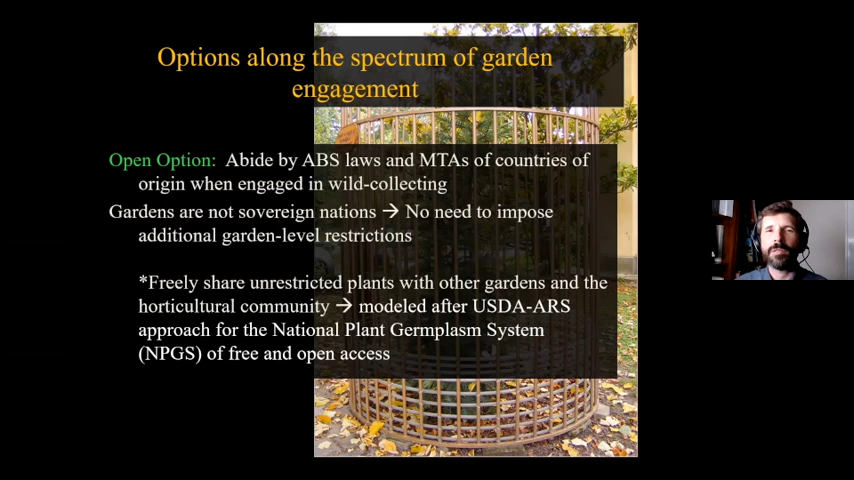 Options along the spectrum of garden
engagement
Open Option: Abide by ABS laws and MTAs of countries of
origin when engaged in wild-collecting
Gardens are not sovereign nations → No need to impose
additional garden-level restrictions
*Freely share unrestricted plants with other gardens and the
horticultural community → modeled after USDA-ARS
approach for the National Plant Germplasm System
(NPGS) of free and open access